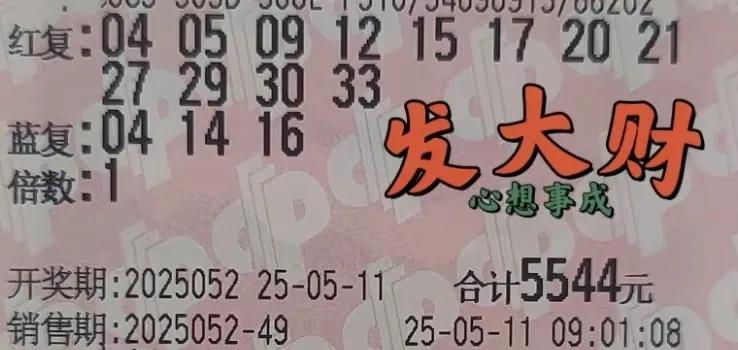 红复:04 05 09 12 15 17 20 21
27 29 30 33
蓝复:04 14 16
倍数:1
发大财
心想事成
开奖期:2025052 25-05-11 合计5544元
销售期:2025052-49 25-05-11 09:01:08